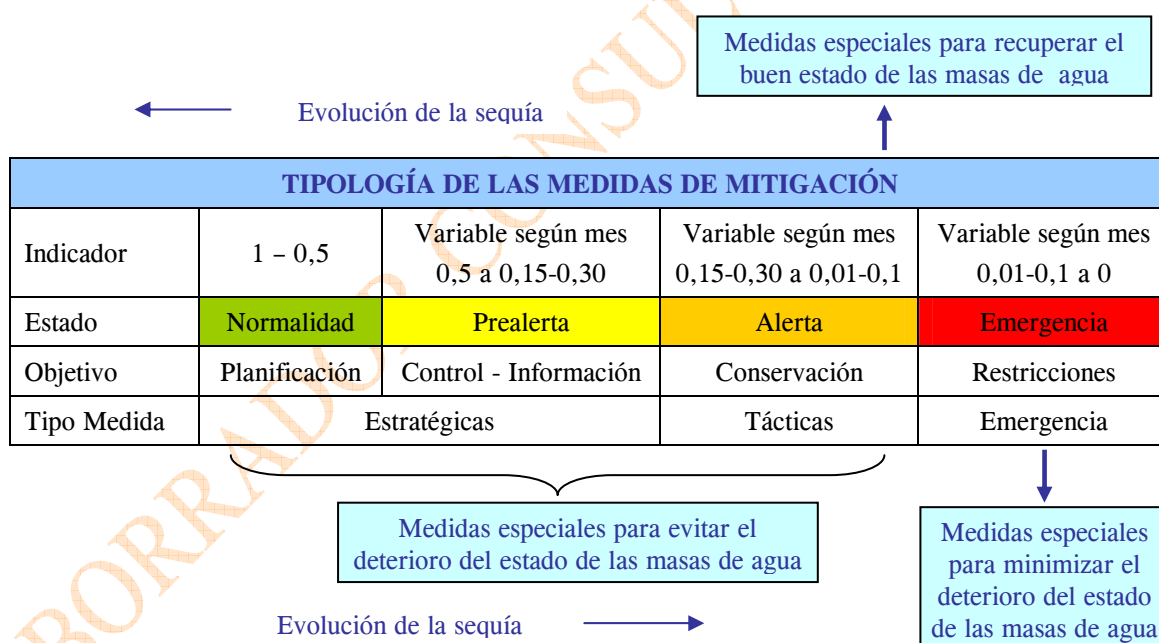 Medidas especiales para recuperar el
buen estado de las masas de agua
Evolución de la sequía
TIPOLOGÍA DE LAS MEDIDAS DE MITIGACIÓN
Indicador 1 – 0,5 Variable según mes 0,5 a 0,15-0,30 Variable según mes 0,15-0,30 a 0,01-0,1 Variable según mes 0,01-0,1 a 0
Estado Normalidad Prealerta Alerta Emergencia
Objetivo Planificación Control - Información Conservación Restricciones
Tipo Medida Estratégicas Tácticas Emergencia
Medidas especiales para evitar el
deterioro del estado de las masas de agua
Medidas especiales
para minimizar el
deterioro del estado
de las masas de agua
Evolución de la sequía
BORRADOR CONSU